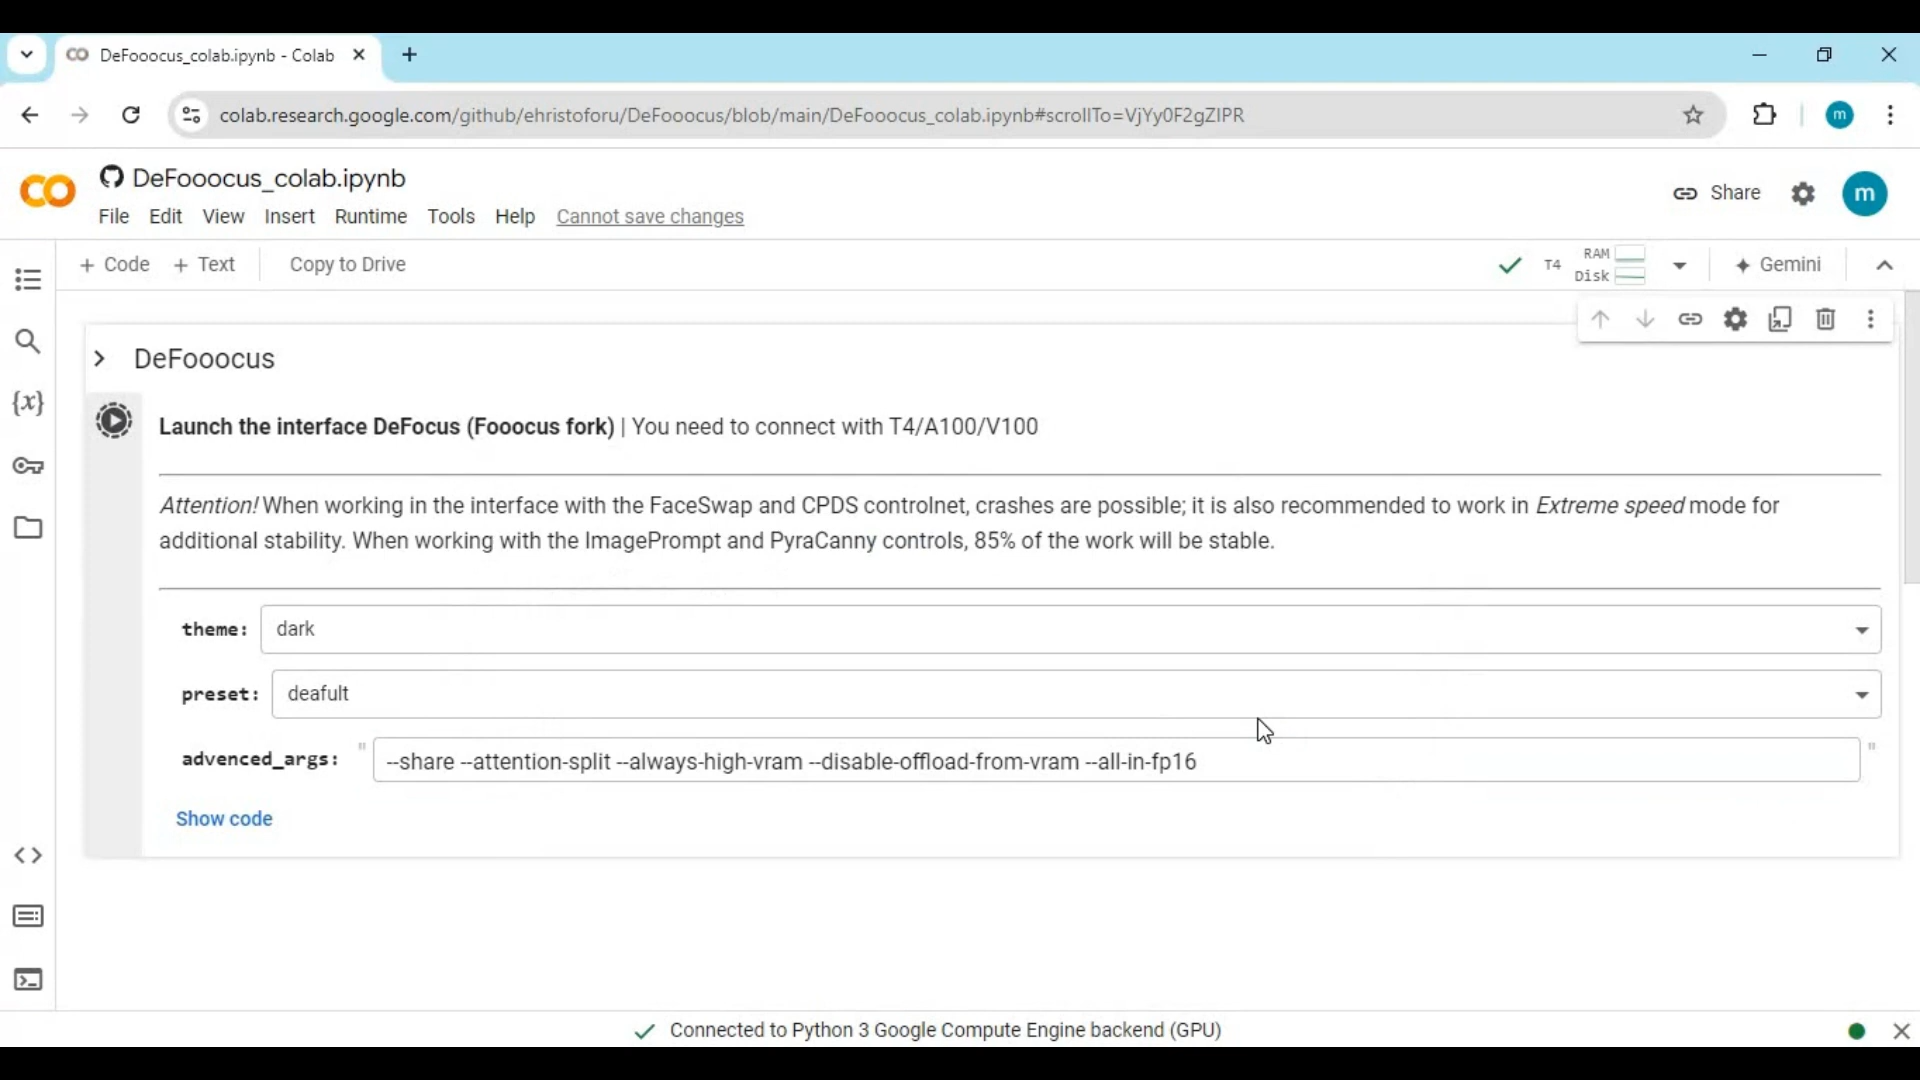 DeFooocus_colab.ipynb - Colab
colab.research.google.com/github/ehristoforu/DeFooocus/blob/main/DeFooocus_colab.ipynb#scrollTo=VjYy0F2gZIPR
m
DeFooocus_colab.ipynb
Share
m
File Edit View Insert Runtime Tools Help Cannot save changes
+ Code + Text Copy to Drive
T4
RAM
Disk
Gemini
DeFooocus
Launch the interface DeFocus (Fooocus fork) | You need to connect with T4/A100/V100
Attention! When working in the interface with the FaceSwap and CPDS controlnet, crashes are possible; it is also recommended to work in Extreme speed mode for
additional stability. When working with the ImagePrompt and PyraCanny controls, 85% of the work will be stable.
theme: dark
preset: deafult
advenced_args: " --share --attention-split --always-high-vram --disable-offload-from-vram --all-in-fp16 "
Show code
Connected to Python 3 Google Compute Engine backend (GPU)